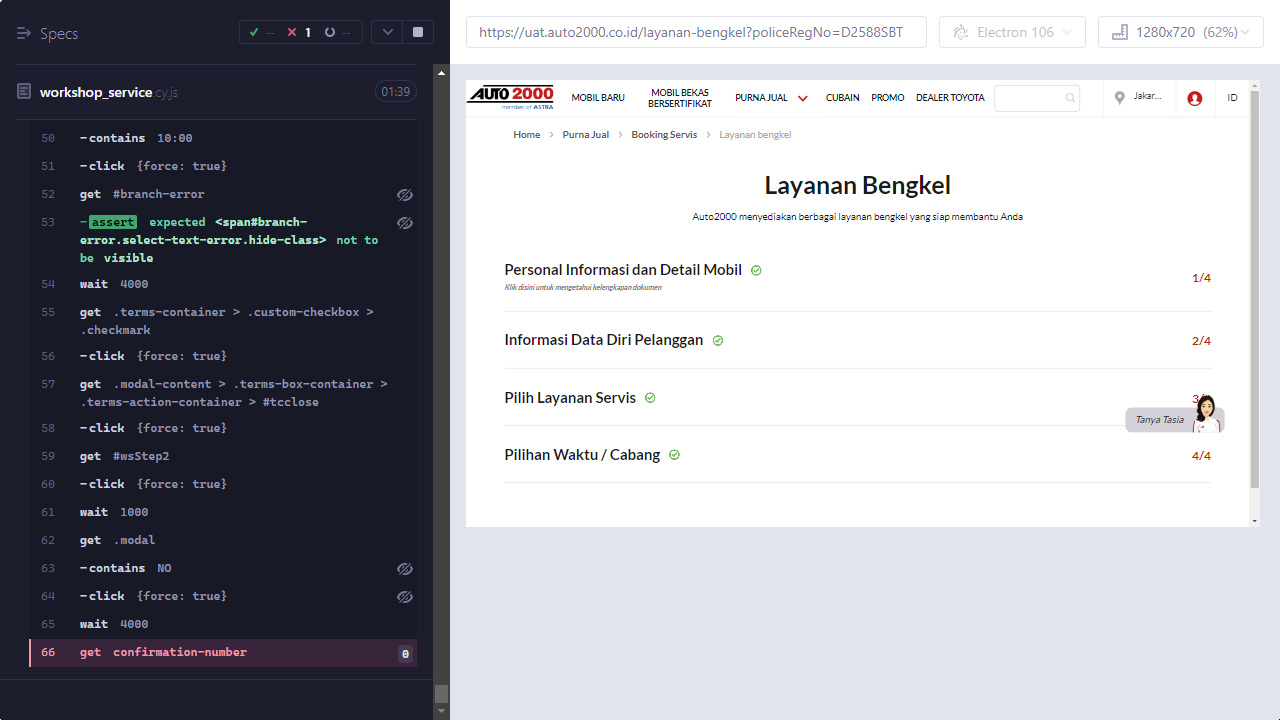 Specs
--
1
--
workshop_service.cy.js
01:39
50 -contains 10:00
51 -click {force: true}
52 get #branch-error
53 -assert expected <span#branch-
error.select-text-error.hide-class> not to
be visible
54 wait 4000
55 get .terms-container > .custom-checkbox >
.checkmark
56 -click {force: true}
57 get .modal-content > .terms-box-container >
.terms-action-container > #tcclose
58 -click {force: true}
59 get #wsStep2
60 -click {force: true}
61 wait 1000
62 get .modal
63 -contains NO
64 -click {force: true}
65 wait 4000
66 get confirmation-number 0
https://uat.auto2000.co.id/layanan-bengkel?policeRegNo=D2588SBT
Electron 106
1280x720 (62%)
AUTO 2000
member of ASTRA
MOBIL BARU
MOBIL BEKAS
BERSERTIFIKAT
PURNA JUAL
CUBAIN
PROMO
DEALER TOYOTA
Jakar...
ID
Home > Purna Jual > Booking Servis > Layanan bengkel
Layanan Bengkel
Auto2000 menyediakan berbagai layanan bengkel yang siap membantu Anda
Personal Informasi dan Detail Mobil
1/4
Klik disini untuk mengetahui kelengkapan dokumen
Informasi Data Diri Pelanggan
2/4
Pilih Layanan Servis
Tanya Tasia
Pilihan Waktu / Cabang
4/4